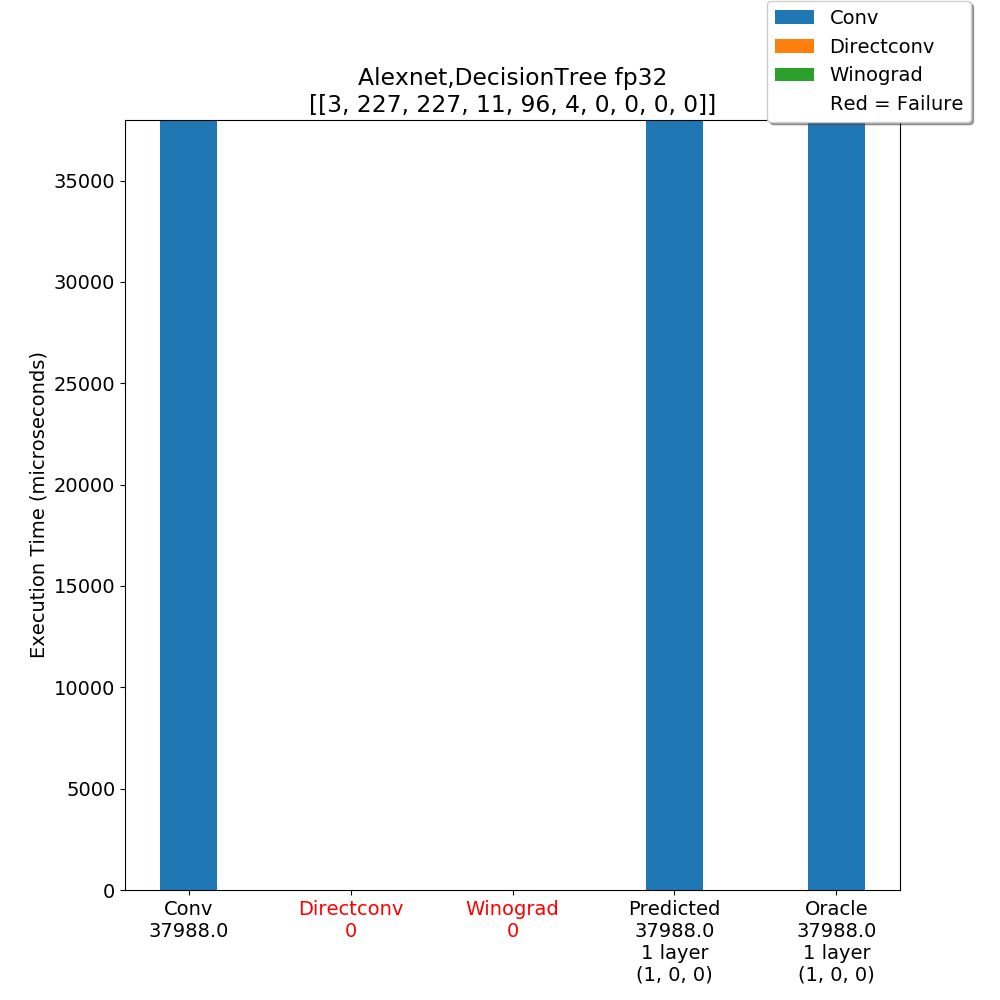 Conv
Directconv
Winograd
Red = Failure
Alexnet,DecisionTree fp32
[[3, 227, 227, 11, 96, 4, 0, 0, 0, 0]]
Execution Time (microseconds)
35000
30000
25000
20000
15000
10000
5000
0
Conv
37988.0
Directconv
0
Winograd
0
Predicted
37988.0
1 layer
(1, 0, 0)
Oracle
37988.0
1 layer
(1, 0, 0)